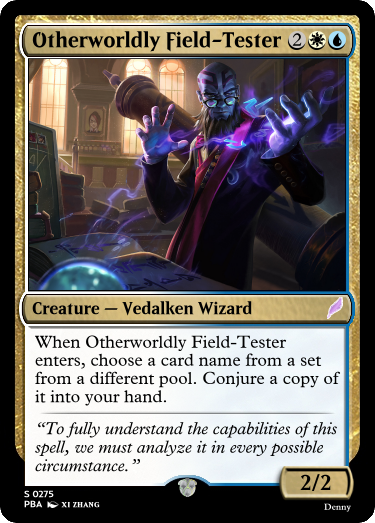 Otherworldly Field-Tester 2
Creature — Vedalken Wizard
When Otherworldly Field-Tester
enters, choose a card name from a set
from a different pool. Conjure a copy of
it into your hand.
“To fully understand the capabilities of this
spell, we must analyze it in every possible
circumstance.”
2/2
S 0275
PBA XI ZHANG
Denny